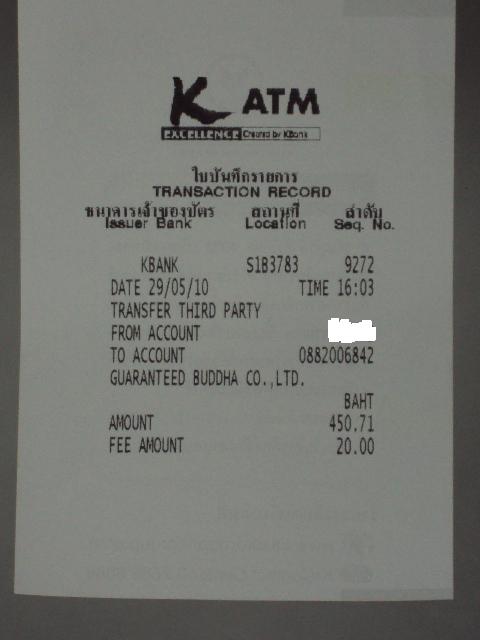 K ATM
EXCELLENCE Created by KBank
ใบบันทึกรายการ
TRANSACTION RECORD
ธนาคารเจ้าของบัตร สถานที่ ลำดับ
Issuer Bank Location Seq. No.
KBANK S1B3783 9272
DATE 29/05/10 TIME 16:03
TRANSFER THIRD PARTY
FROM ACCOUNT
TO ACCOUNT 0882006842
GUARANTEED BUDDHA CO.,LTD.
BAHT
AMOUNT 450.71
FEE AMOUNT 20.00